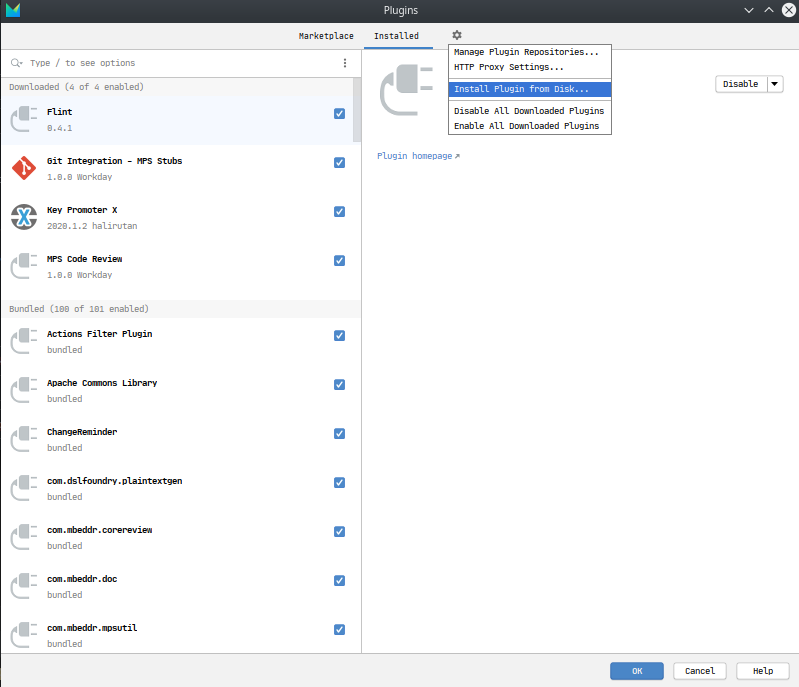 Plugins
Marketplace
Installed
Type / to see options
Manage Plugin Repositories...
HTTP Proxy Settings...
Install Plugin from Disk...
Disable All Downloaded Plugins
Enable All Downloaded Plugins
Disable
Plugin homepage
Downloaded (4 of 4 enabled)
Flint
0.4.1
Git Integration - MPS Stubs
1.0.0 Workday
Key Promoter X
2020.1.2 halirutan
MPS Code Review
1.0.0 Workday
Bundled (100 of 101 enabled)
Actions Filter Plugin
bundled
Apache Commons Library
bundled
ChangeReminder
bundled
com.dslfoundry.plaintextgen
bundled
com.mbeddr.corereview
bundled
com.mbeddr.doc
bundled
com.mbeddr.mpsutil
bundled
OK
Cancel
Help